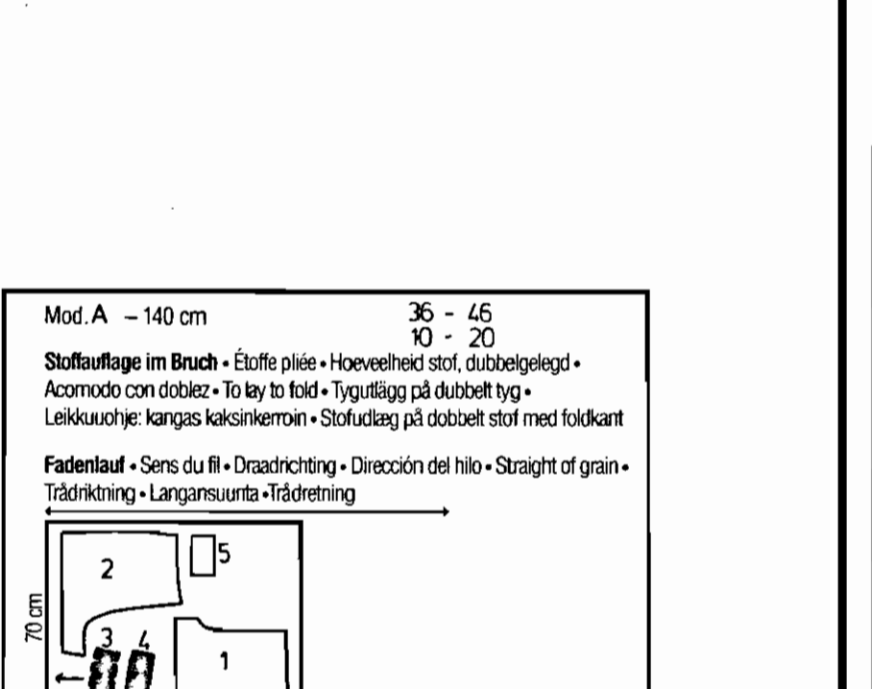 Mod. A – 140 cm
36 - 46
10 - 20
Stoffauflage im Bruch • Étoffe pliée • Hoeveelheid stof, dubbelgelegd •
Acomodo con doblez • To lay to fold • Tygutlägg på dubbelt tyg •
Leikkuuohje: kangas kaksinkerroin • Stofudlæg på dobbelt stof med foldkant
Fadenlauf • Sens du fil • Draadrichting • Dirección del hilo • Straight of grain •
Trådriktning • Langansuunta • Trådretning
2
5
70 cm
3 4
1